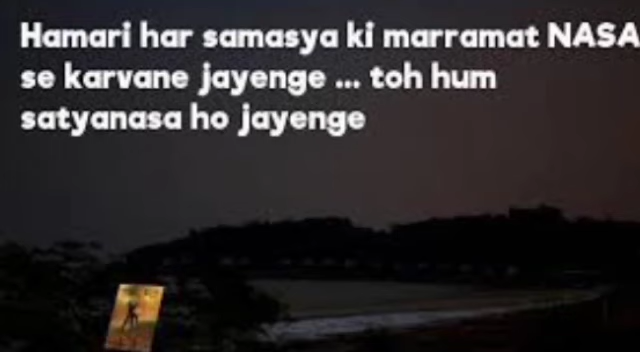 Hamari har samasya ki marramat NASA
se karvane jayenge ... toh hum
satyanasa ho jayenge